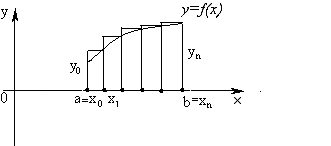 y y=f(x)
y₀ yₙ
0 a=x₀ x₁ b=xₙ x